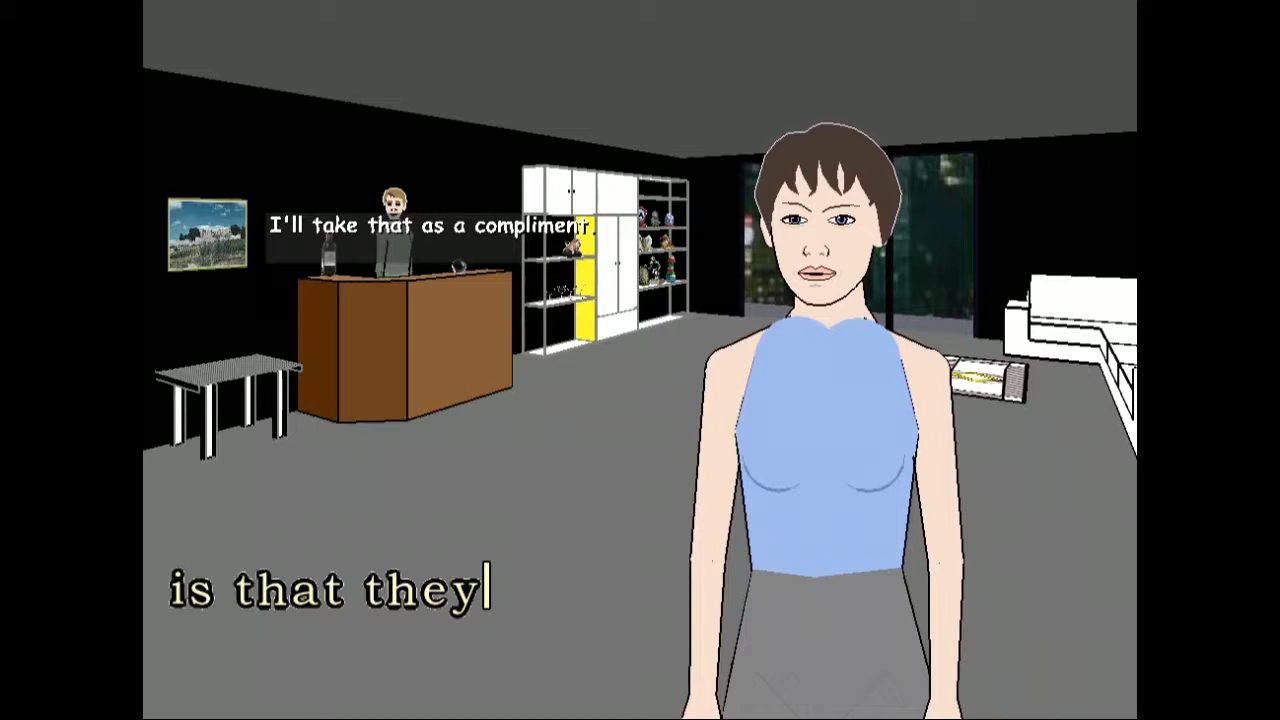 I'll take that as a compliment.
is that they